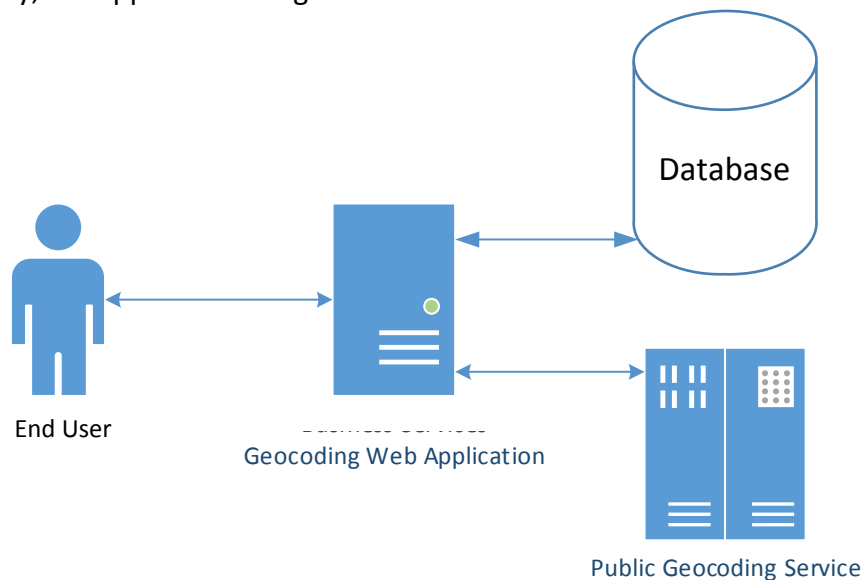 Database
End User
Geocoding Web Application
Public Geocoding Service